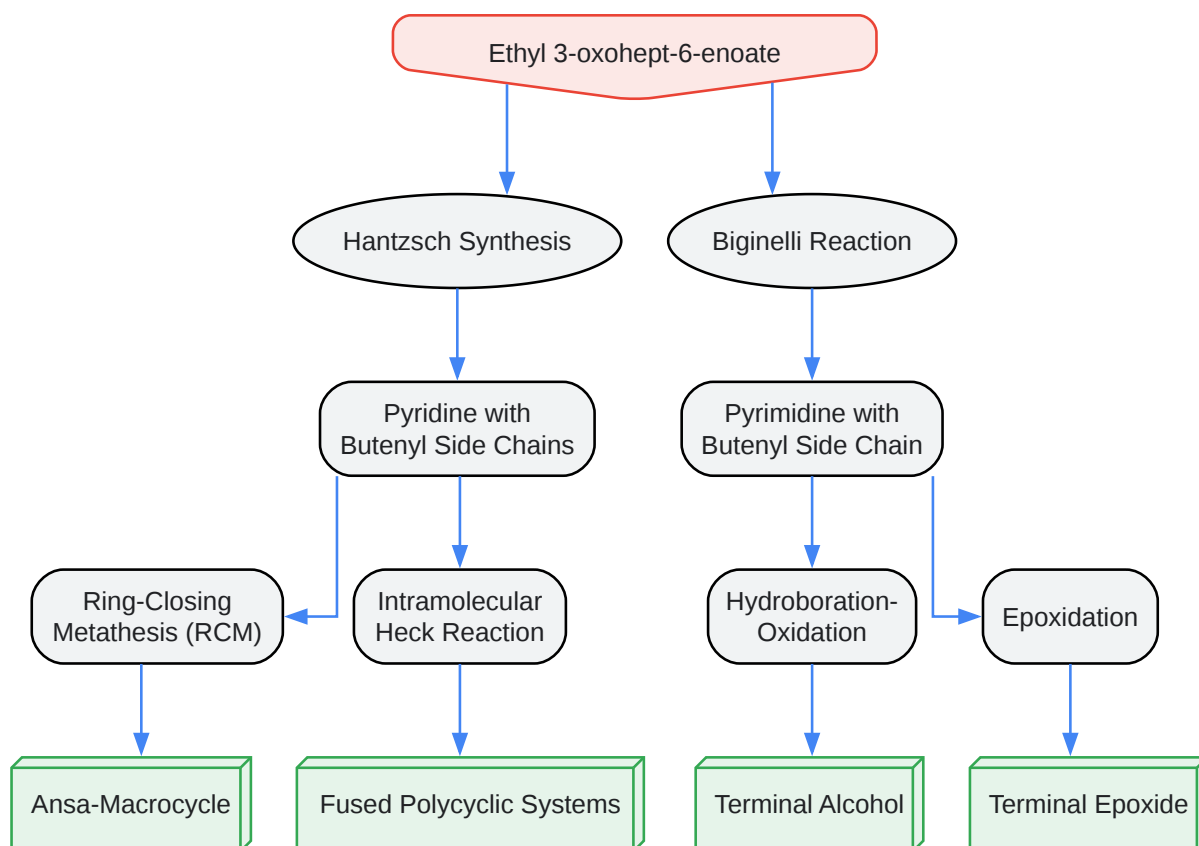 Ethyl 3-oxohept-6-enoate
Hantzsch Synthesis
Biginelli Reaction
Pyridine with
Butenyl Side Chains
Pyrimidine with
Butenyl Side Chain
Ring-Closing
Metathesis (RCM)
Intramolecular
Heck Reaction
Hydroboration-
Oxidation
Epoxidation
Ansa-Macrocycle
Fused Polycyclic Systems
Terminal Alcohol
Terminal Epoxide